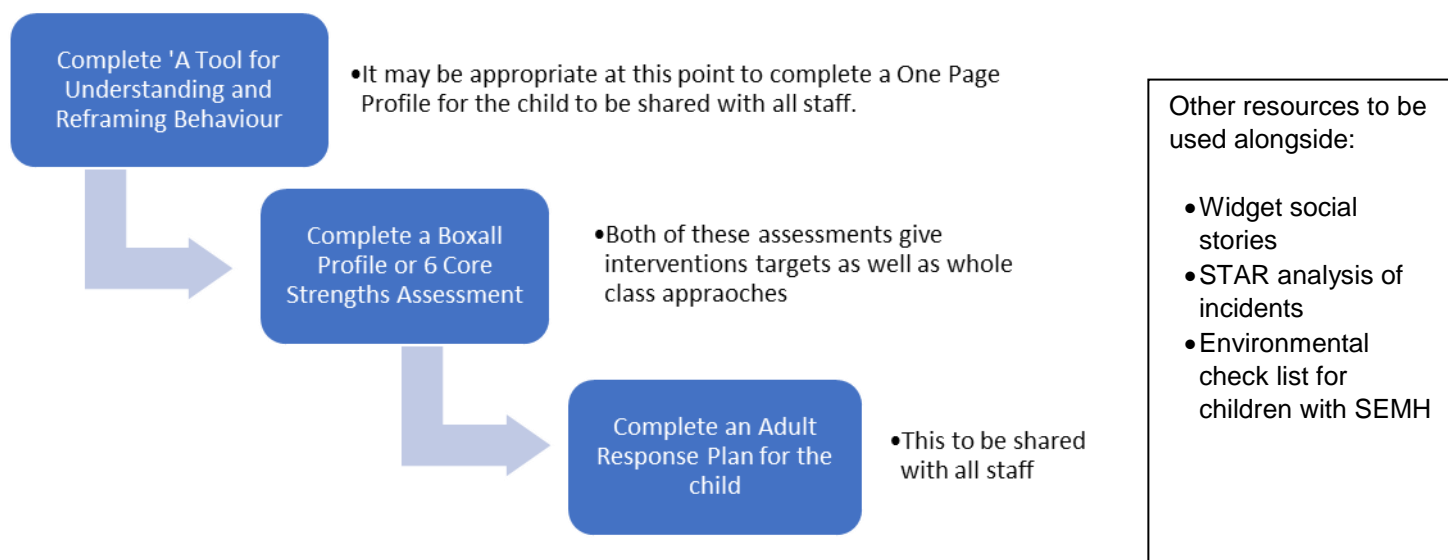 Complete 'A Tool for
Understanding and
Reframing Behaviour
•It may be appropriate at this point to complete a One Page
Profile for the child to be shared with all staff.
Complete a Boxall
Profile or 6 Core
Strengths Assessment
•Both of these assessments give
interventions targets as well as whole
class appraoches
Complete an Adult
Response Plan for the
child
•This to be shared
with all staff
Other resources to be
used alongside:
•Widget social
stories
•STAR analysis of
incidents
•Environmental
check list for
children with SEMH